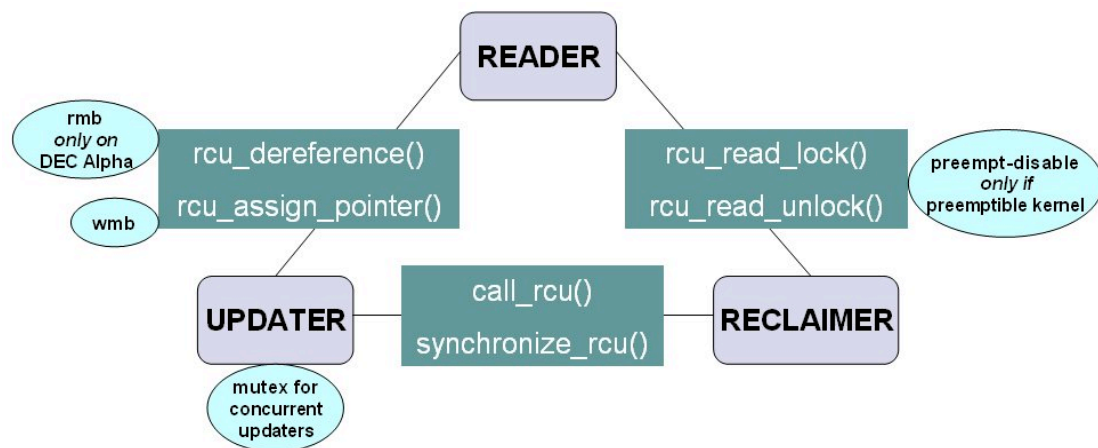 READER
rmb
only on
DEC Alpha
rcu_dereference()
rcu_assign_pointer()
wmb
rcu_read_lock()
rcu_read_unlock()
preempt-disable
only if
preemptible kernel
UPDATER
call_rcu()
synchronize_rcu()
RECLAIMER
mutex for
concurrent
updaters